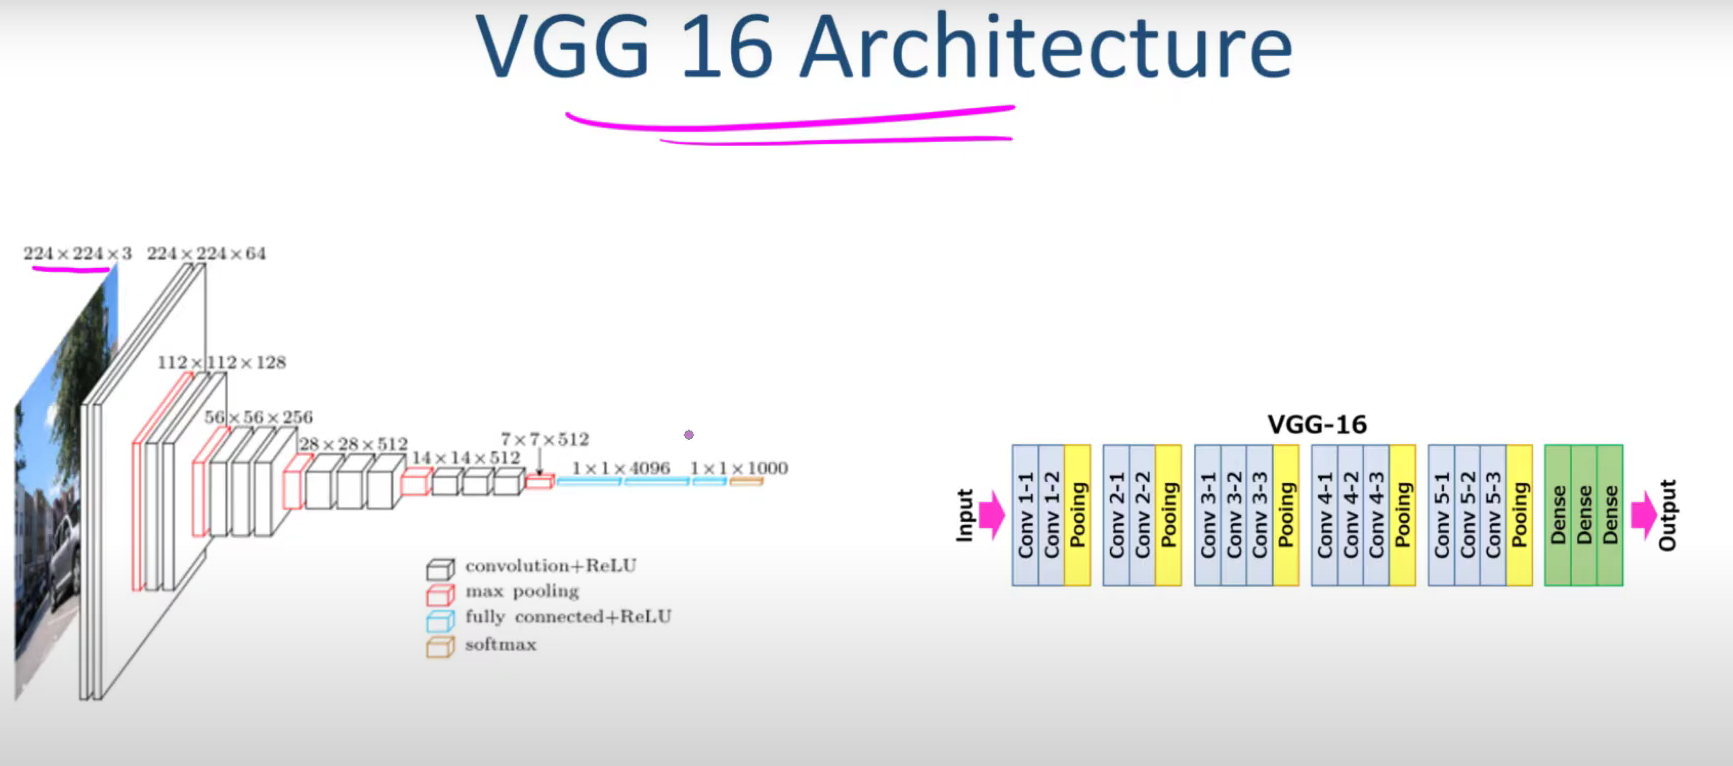 VGG 16 Architecture
224×224×3 224×224×64
112×112×128
56×56×256
28×28×512
14×14×512
7×7×512
1×1×4096 1×1×1000
convolution+ReLU
max pooling
fully connected+ReLU
softmax
VGG-16
Input
Conv 1-1
Conv 1-2
Pooing
Conv 2-1
Conv 2-2
Pooing
Conv 3-1
Conv 3-2
Conv 3-3
Pooing
Conv 4-1
Conv 4-2
Conv 4-3
Pooing
Conv 5-1
Conv 5-2
Conv 5-3
Pooing
Dense
Dense
Dense
Output